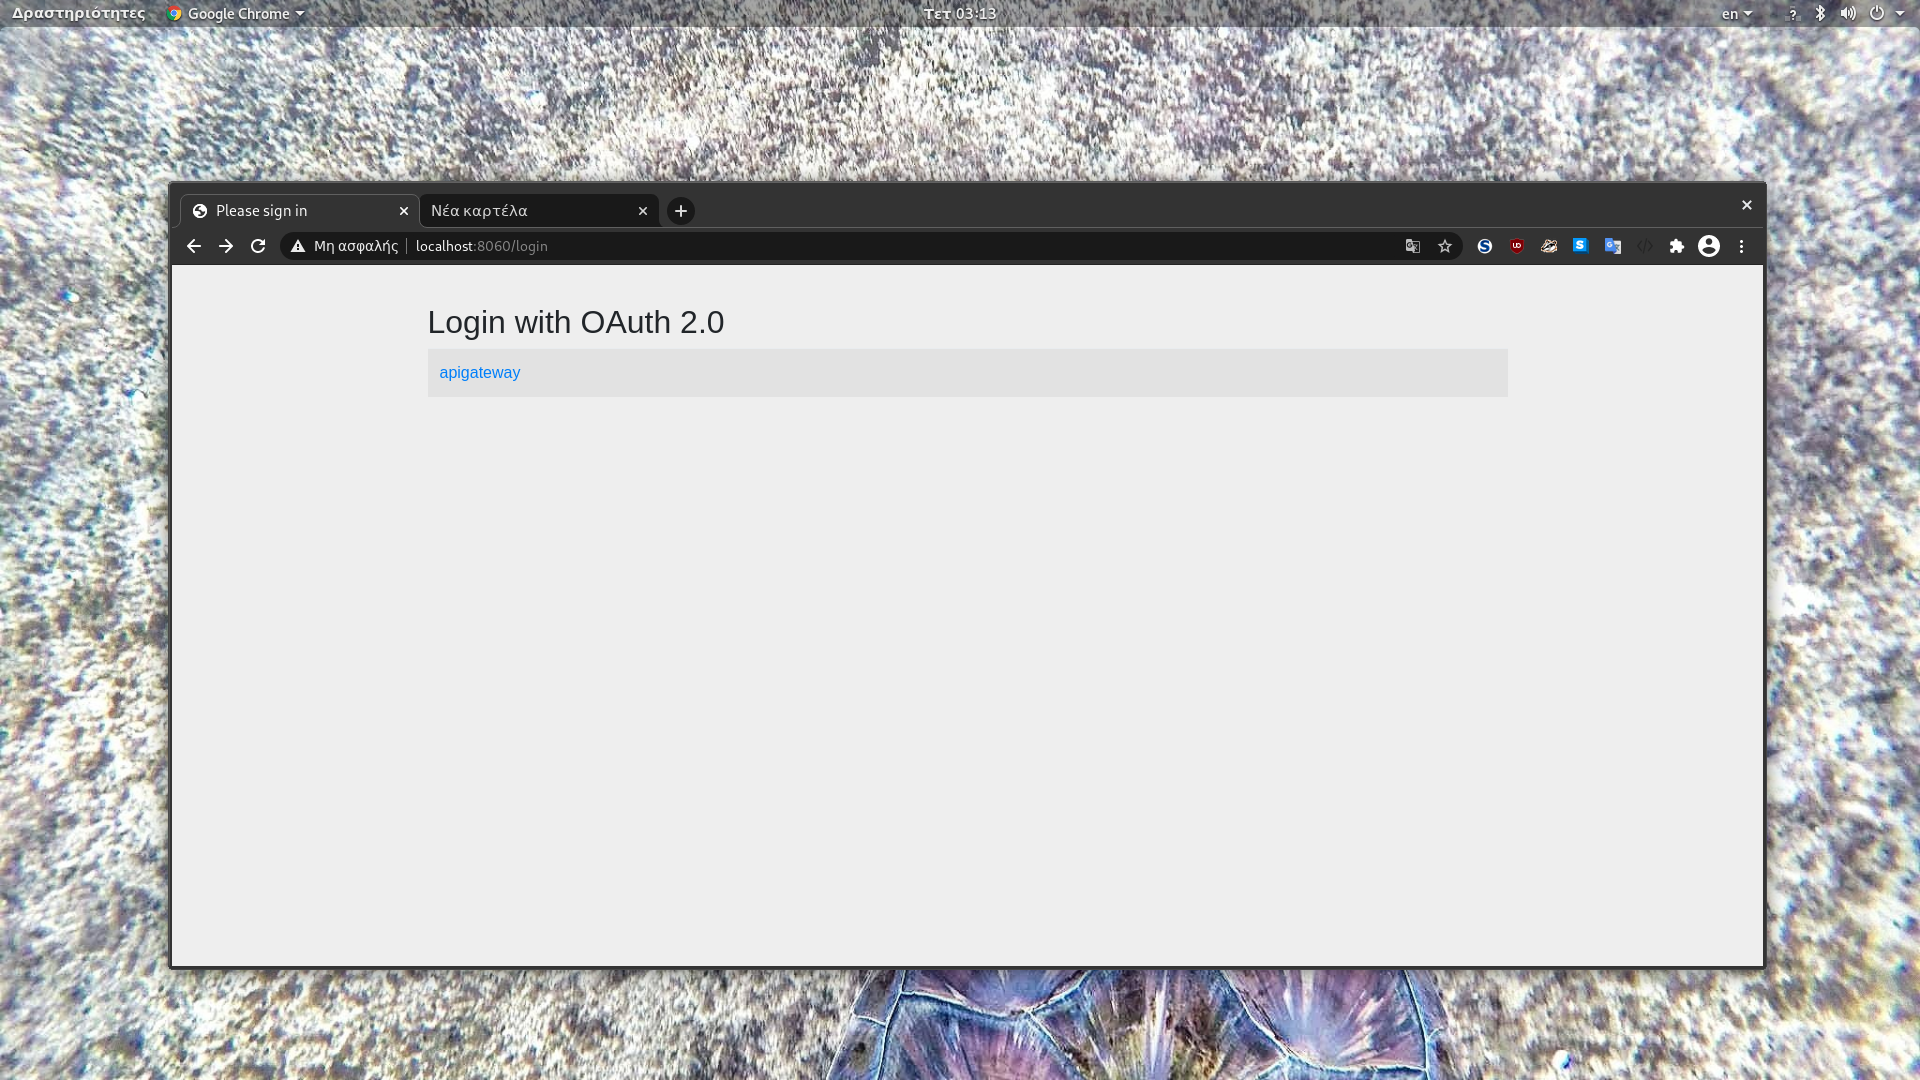 Δραστηριότητες Google Chrome Τετ 03:13 en
Please sign in Νέα καρτέλα
Μη ασφαλής localhost:8060/login
Login with OAuth 2.0
apigateway